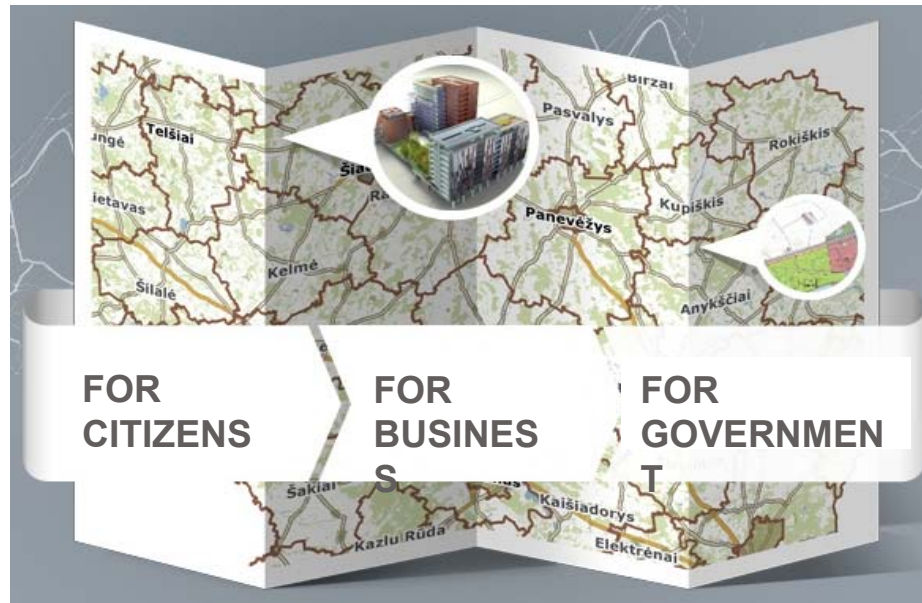 Biržai
Pasvalys
Telšiai
Rokiškis
Kupiškis
Panevėžys
Kelmė
Šilalė
Anykščiai
FOR
CITIZENS
FOR
BUSINES
S
FOR
GOVERNMEN
T
Šakiai
Kaišiadorys
Kazlų Rūda
Elektrėnai